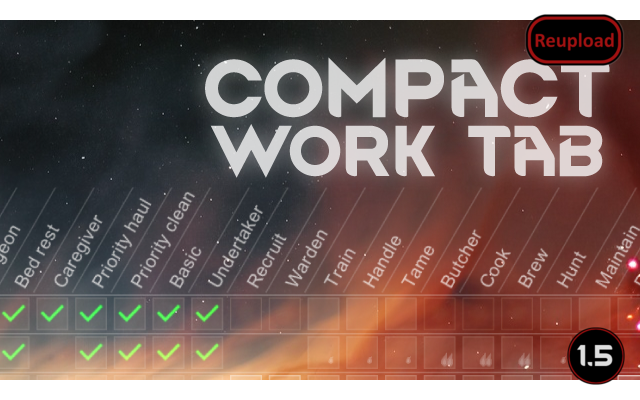 Reupload
COMPACT
WORK TAB
Bed rest
Caregiver
Priority haul
Priority clean
Basic
Undertaker
Recruit
Warden
Train
Handle
Tame
Butcher
Cook
Brew
Hunt
Maintain
1.5